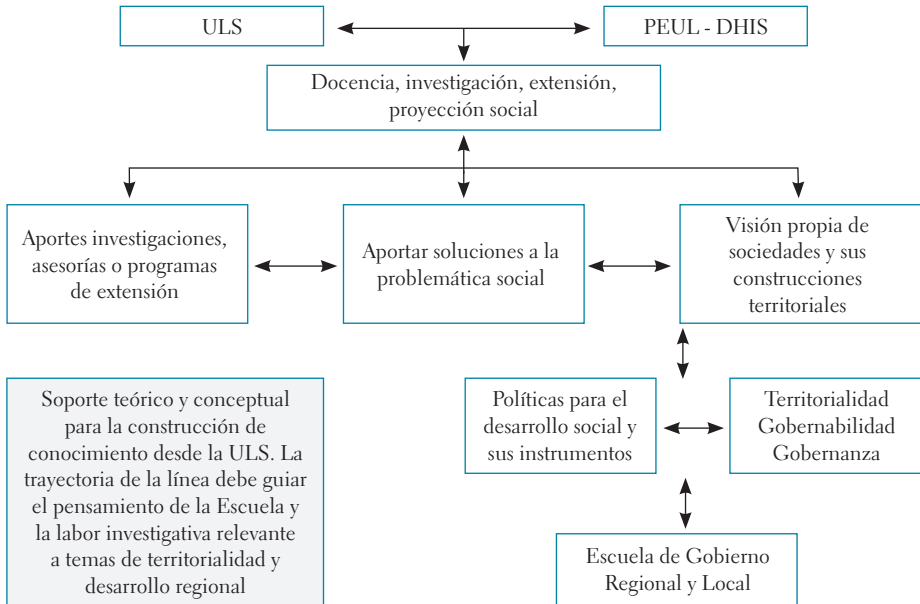 ULS
PEUL - DHIS
Docencia, investigación, extensión,
proyección social
Aportes investigaciones,
asesorías o programas
de extensión
Aportar soluciones a la
problemática social
Visión propia de
sociedades y sus
construcciones
territoriales
Soporte teórico y conceptual
para la construcción de
conocimiento desde la ULS. La
trayectoria de la línea debe guiar
el pensamiento de la Escuela y
la labor investigativa relevante
a temas de territorialidad y
desarrollo regional
Políticas para el
desarrollo social y
sus instrumentos
Territorialidad
Gobernabilidad
Gobernanza
Escuela de Gobierno
Regional y Local